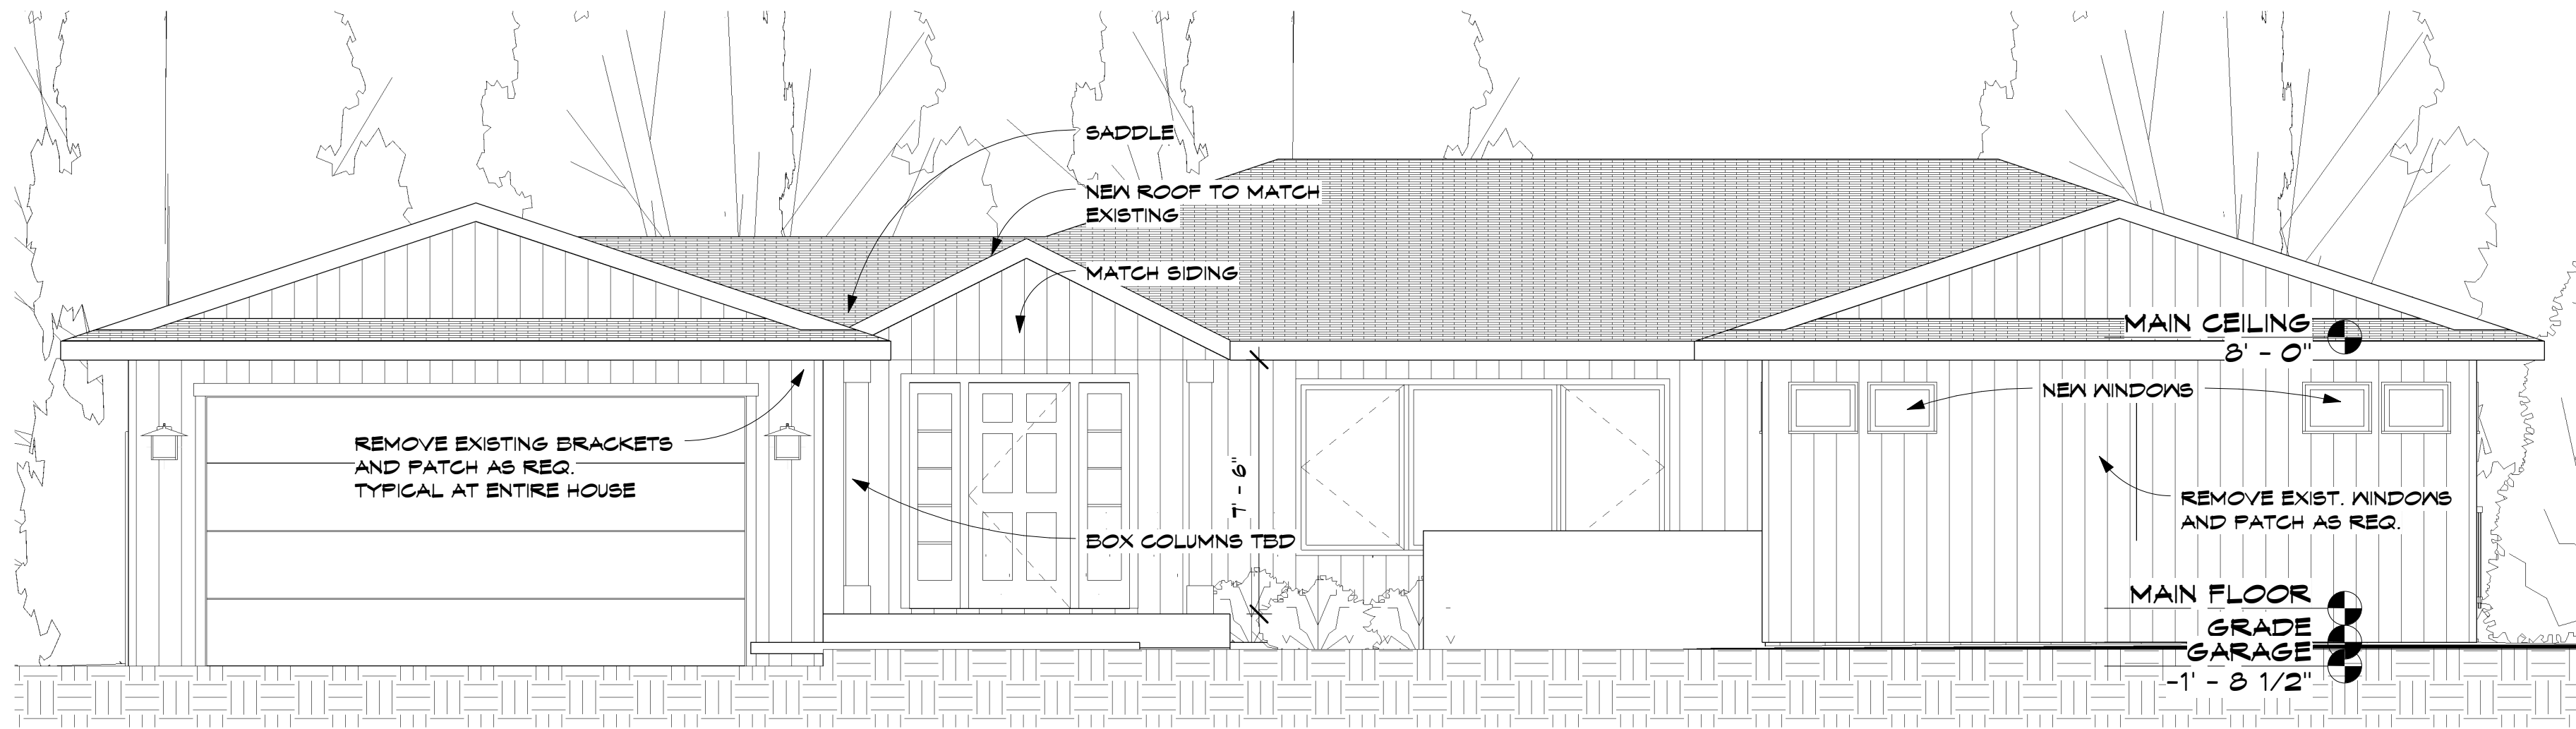 SADDLE
NEW ROOF TO MATCH
EXISTING
MATCH SIDING
MAIN CEILING
8' - 0"
NEW WINDOWS
REMOVE EXISTING BRACKETS
AND PATCH AS REQ.
TYPICAL AT ENTIRE HOUSE
7' - 6"
REMOVE EXIST. WINDOWS
AND PATCH AS REQ.
BOX COLUMNS TBD
MAIN FLOOR
GRADE
GARAGE
-1' - 8 1/2"